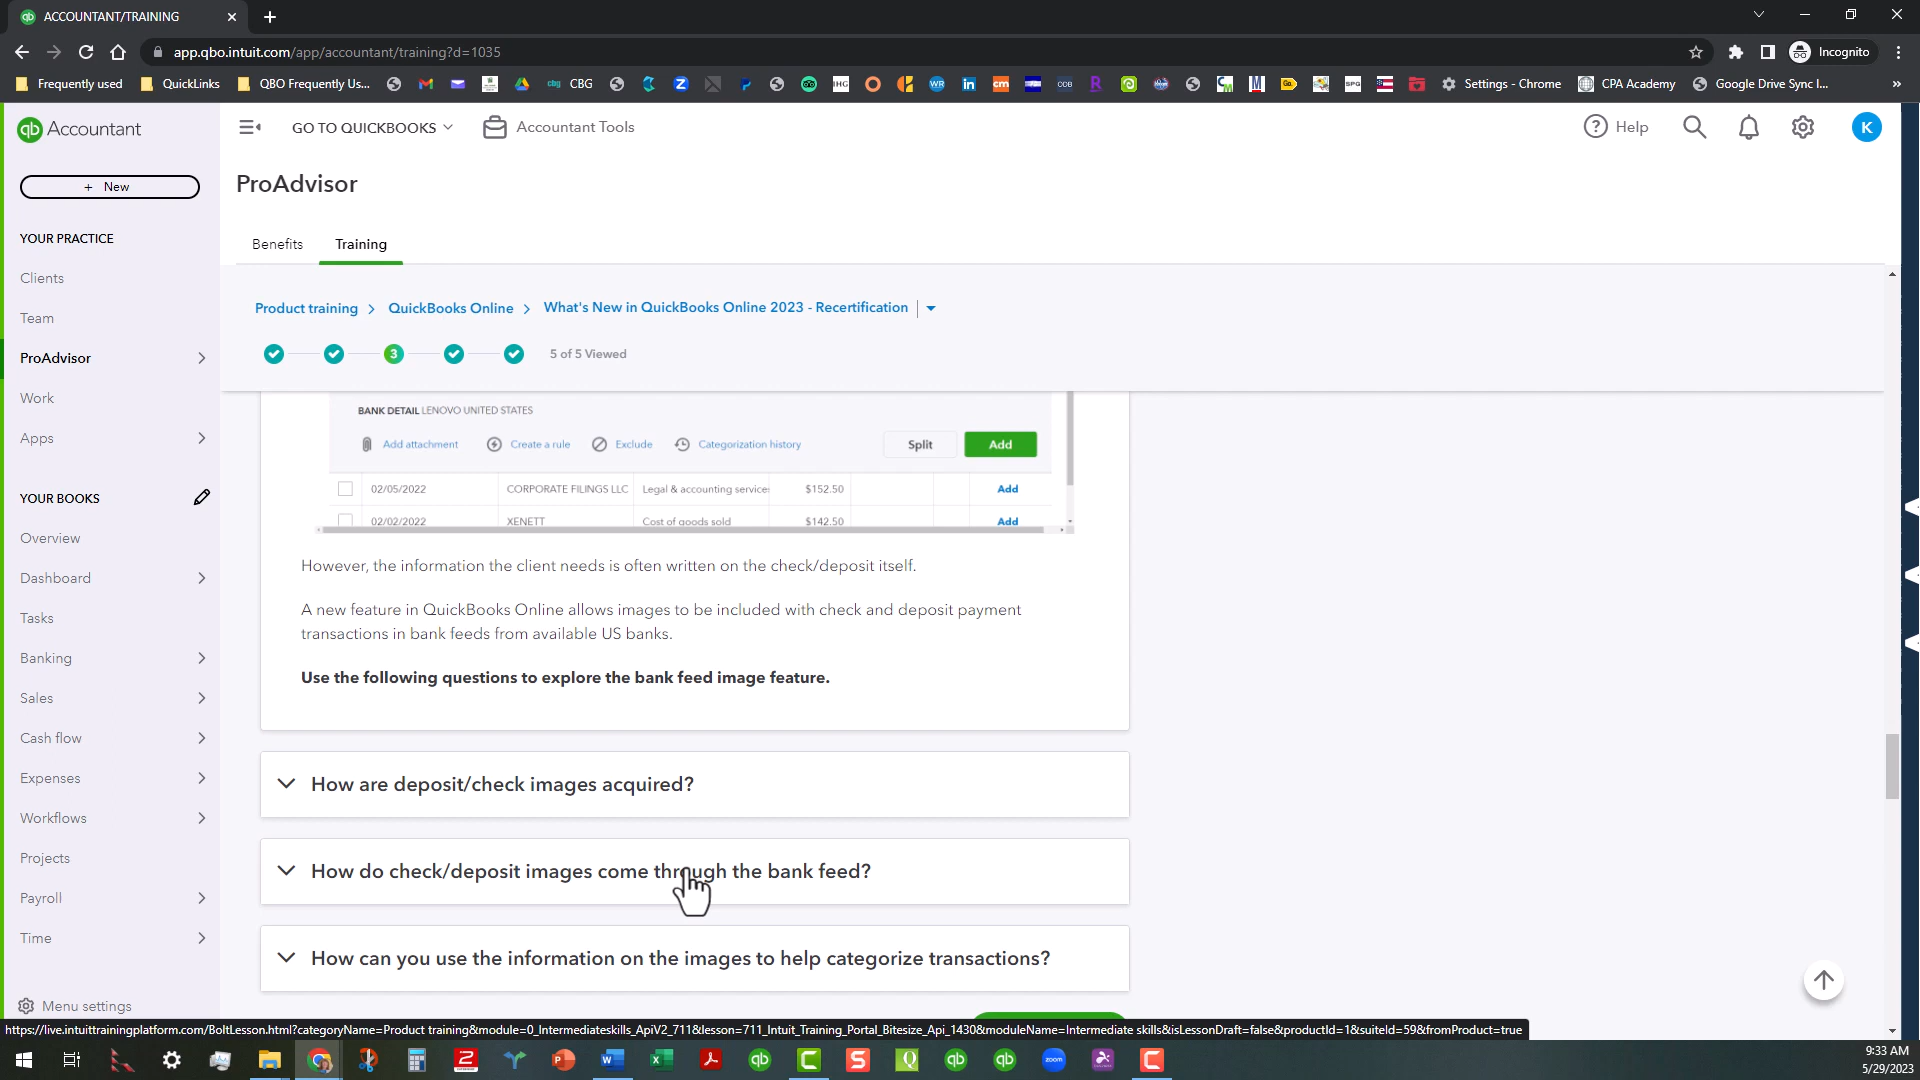 ACCOUNTANT/TRAINING
app.qbo.intuit.com/app/accountant/training?d=1035
Incognito
Frequently used
QuickLinks
QBO Frequently Us...
CBG
Settings - Chrome
CPA Academy
Google Drive Sync I...
»
qb Accountant
GO TO QUICKBOOKS
Accountant Tools
Help
K
+ New
ProAdvisor
Benefits
Training
YOUR PRACTICE
Clients
Team
ProAdvisor
Work
Apps
YOUR BOOKS
Overview
Dashboard
Tasks
Banking
Sales
Cash flow
Expenses
Workflows
Projects
Payroll
Time
Menu settings
Product training > QuickBooks Online > What's New in QuickBooks Online 2023 - Recertification
3
5 of 5 Viewed
BANK DETAIL LENOVO UNITED STATES
Add attachment Create a rule Exclude Categorization history Split Add
02/05/2022 CORPORATE FILINGS LLC Legal & accounting services $152.50 Add
02/02/2022 XENETT Cost of goods sold $142.50 Add
However, the information the client needs is often written on the check/deposit itself.
A new feature in QuickBooks Online allows images to be included with check and deposit payment
transactions in bank feeds from available US banks.
Use the following questions to explore the bank feed image feature.
How are deposit/check images acquired?
How do check/deposit images come through the bank feed?
How can you use the information on the images to help categorize transactions?
https://live.intuittrainingplatform.com/BoltLesson.html?categoryName=Product training&module=0_Intermediateskills_ApiV2_711&lesson=711_Intuit_Training_Portal_Bitesize_Api_1430&moduleName=Intermediate skills&isLessonDraft=false&productId=1&suiteId=59&fromProduct=true
9:33 AM
5/29/2023